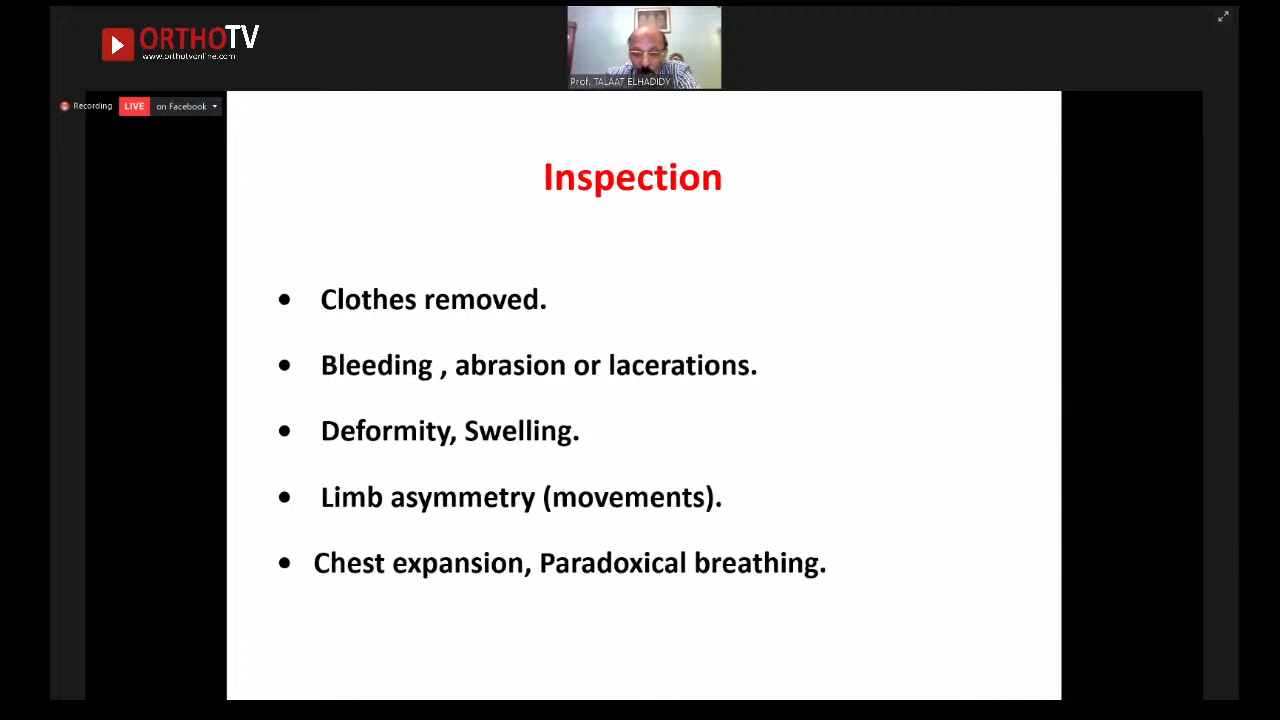 ORTHOTV
www.orthotvonline.com
Prof. TALAAT ELHADIDY
Recording
LIVE
on Facebook
Inspection
• Clothes removed.
• Bleeding , abrasion or lacerations.
• Deformity, Swelling.
• Limb asymmetry (movements).
• Chest expansion, Paradoxical breathing.